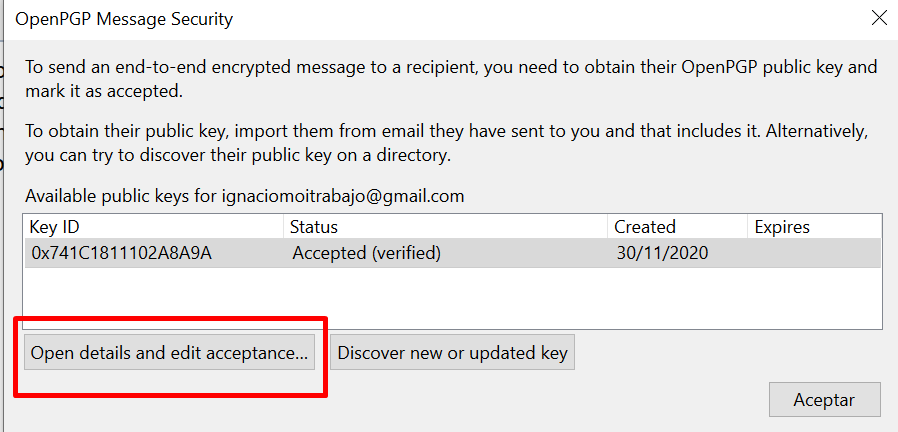 OpenPGP Message Security
To send an end-to-end encrypted message to a recipient, you need to obtain their OpenPGP public key and
mark it as accepted.
To obtain their public key, import them from email they have sent to you and that includes it. Alternatively,
you can try to discover their public key on a directory.
Available public keys for ignaciomoitrabajo@gmail.com
Key ID Status Created Expires
0x741C1811102A8A9A Accepted (verified) 30/11/2020
Open details and edit acceptance... Discover new or updated key
Aceptar